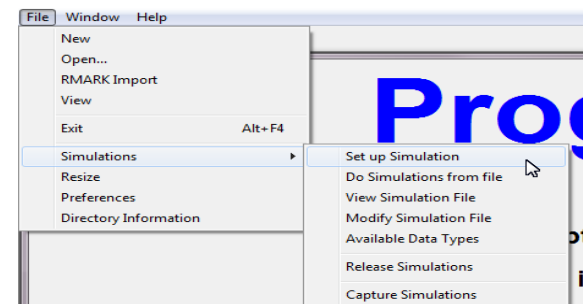 File Window Help
New
Open...
RMARK Import
View
Exit Alt+F4
Simulations
Resize
Preferences
Directory Information
Set up Simulation
Do Simulations from file
View Simulation File
Modify Simulation File
Available Data Types
Release Simulations
Capture Simulations
Prog